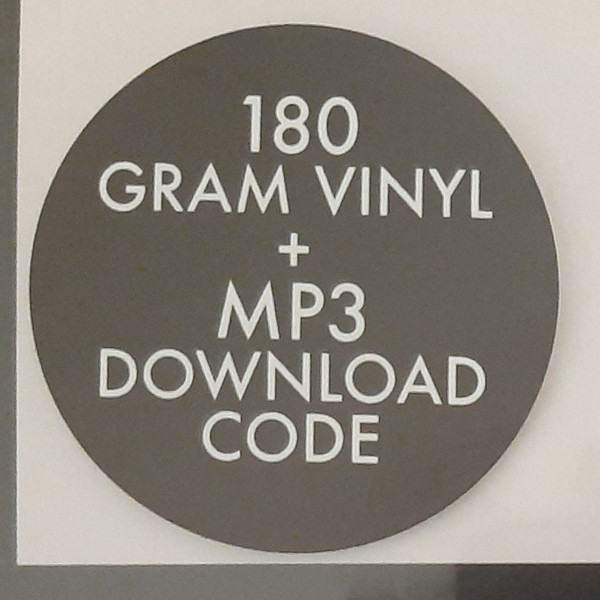 180
GRAM VINYL
+
MP3
DOWNLOAD
CODE